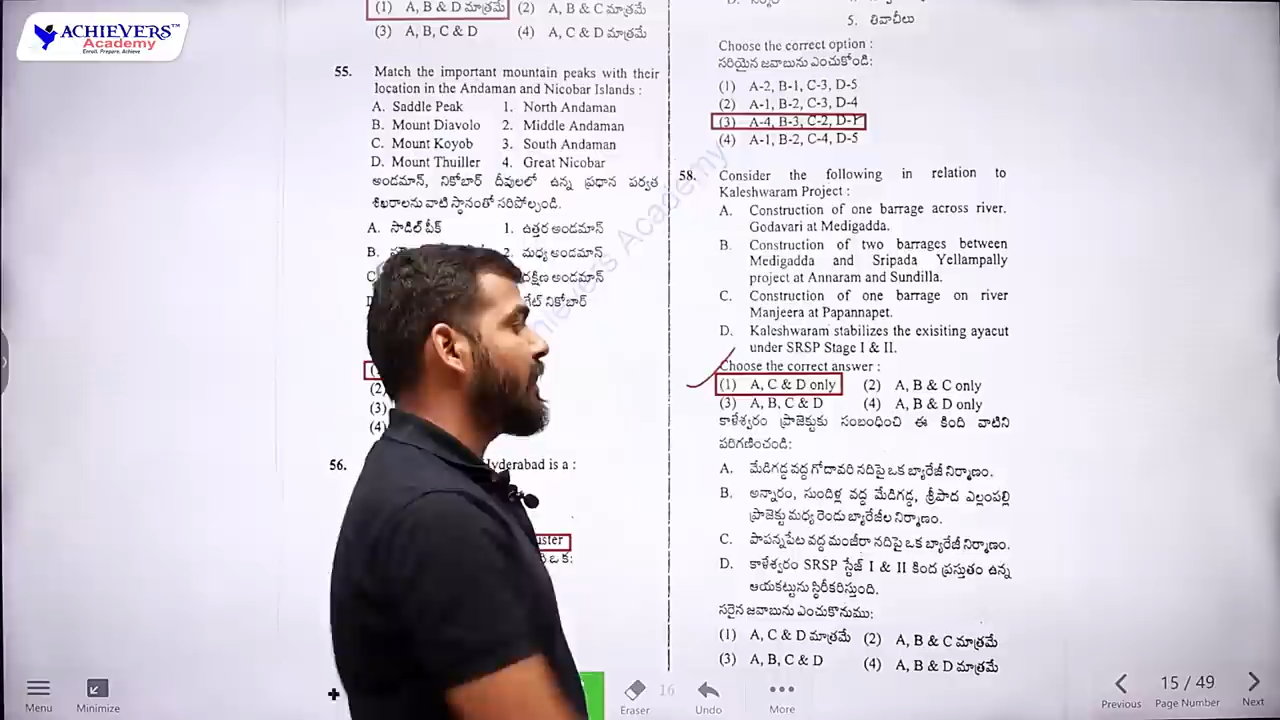 ACHIEVERS™
Academy
Enroll. Prepare. Achieve
(1) A, B & D మాత్రమే (2) A, B & C మాత్రమే
(3) A, B, C & D (4) A, C & D మాత్రమే
55. Match the important mountain peaks with their
location in the Andaman and Nicobar Islands :
A. Saddle Peak 1. North Andaman
B. Mount Diavolo 2. Middle Andaman
C. Mount Koyob 3. South Andaman
D. Mount Thuiller 4. Great Nicobar
అండమాన్, నికోబార్ దీవులలో ఉన్న ప్రధాన పర్వత
శిఖరాలను వాటి స్థానంతో సరిపోల్చండి.
A. సాడిల్ పీక్ 1. ఉత్తర అండమాన్
B. 2. మధ్య అండమాన్
C. దక్షిణ అండమాన్
నికోబార్
(2)
(3)
(4)
56. Hyderabad is a :
5. తివాచీలు
Choose the correct option :
సరియైన జవాబును ఎంచుకోండి:
(1) A-2, B-1, C-3, D-5
(2) A-1, B-2, C-3, D-4
(3) A-4, B-3, C-2, D-1
(4) A-1, B-2, C-4, D-5
58. Consider the following in relation to
Kaleshwaram Project :
A. Construction of one barrage across river.
Godavari at Medigadda.
B. Construction of two barrages between
Medigadda and Sripada Yellampally
project at Annaram and Sundilla.
C. Construction of one barrage on river
Manjeera at Papannapet.
D. Kaleshwaram stabilizes the exisiting ayacut
under SRSP Stage I & II.
Choose the correct answer :
(1) A, C & D only (2) A, B & C only
(3) A, B, C & D (4) A, B & D only
కాళేశ్వరం ప్రాజెక్టుకు సంబంధించి ఈ కింది వాటిని
పరిగణించండి:
A. మేడిగడ్డ వద్ద గోదావరి నదిపై ఒక బ్యారేజీ నిర్మాణం.
B. అన్నారం, సుందిళ్ల వద్ద మేడిగడ్డ, శ్రీపాద ఎల్లంపల్లి
ప్రాజెక్టు మధ్య రెండు బ్యారేజీల నిర్మాణం.
C. పాపన్నపేట వద్ద మంజీరా నదిపై ఒక బ్యారేజీ నిర్మాణం.
D. కాళేశ్వరం SRSP స్టేజ్ I & II కింద ప్రస్తుతం ఉన్న
ఆయకట్టును స్థిరీకరిస్తుంది.
సరైన జవాబును ఎంచుకొనుము:
(1) A, C & D మాత్రమే (2) A, B & C మాత్రమే
(3) A, B, C & D (4) A, B & D మాత్రమే
Menu Minimize Eraser 16 Undo More Previous 15 / 49 Page Number Next